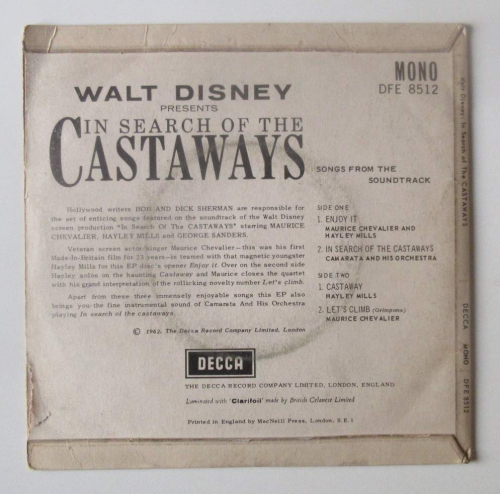 MONO
DFE 8512
WALT DISNEY
PRESENTS
IN SEARCH OF THE
CASTAWAYS
SONGS FROM THE
SOUNDTRACK
Hollywood writers BOB AND DICK SHERMAN are responsible for
the set of enticing songs featured on the soundtrack of the Walt Disney
screen production "In Search Of The CASTAWAYS" starring MAURICE
CHEVALIER, HAYLEY MILLS and GEORGE SANDERS.
Veteran screen actor-singer Maurice Chevalier—this was his first
Made-In-Britain film for 25 years—is teamed with that magnetic youngster
Hayley Mills for this EP disc's opener Enjoy it. Over on the second side
Hayley solos on the haunting Castaway and Maurice closes the quartet
with his grand interpretation of the rollicking novelty number Let's climb.
Apart from these three immensely enjoyable songs this EP also
brings you the fine instrumental sound of Camarata And His Orchestra
playing In search of the castaways.
© 1962, The Decca Record Company Limited, London
SIDE ONE
1. ENJOY IT
MAURICE CHEVALIER AND
HAYLEY MILLS
2. IN SEARCH OF THE CASTAWAYS
CAMARATA AND HIS ORCHESTRA
SIDE TWO
1. CASTAWAY
HAYLEY MILLS
2. LET'S CLIMB (Grimpons)
MAURICE CHEVALIER
DECCA
THE DECCA RECORD COMPANY LIMITED, LONDON, ENGLAND
Laminated with 'Clarifoil' made by British Celanese Limited
Printed in England by MacNeill Press, London, S.E.1
Walt Disney: In Search of The CASTAWAYS DECCA MONO DFE 8512